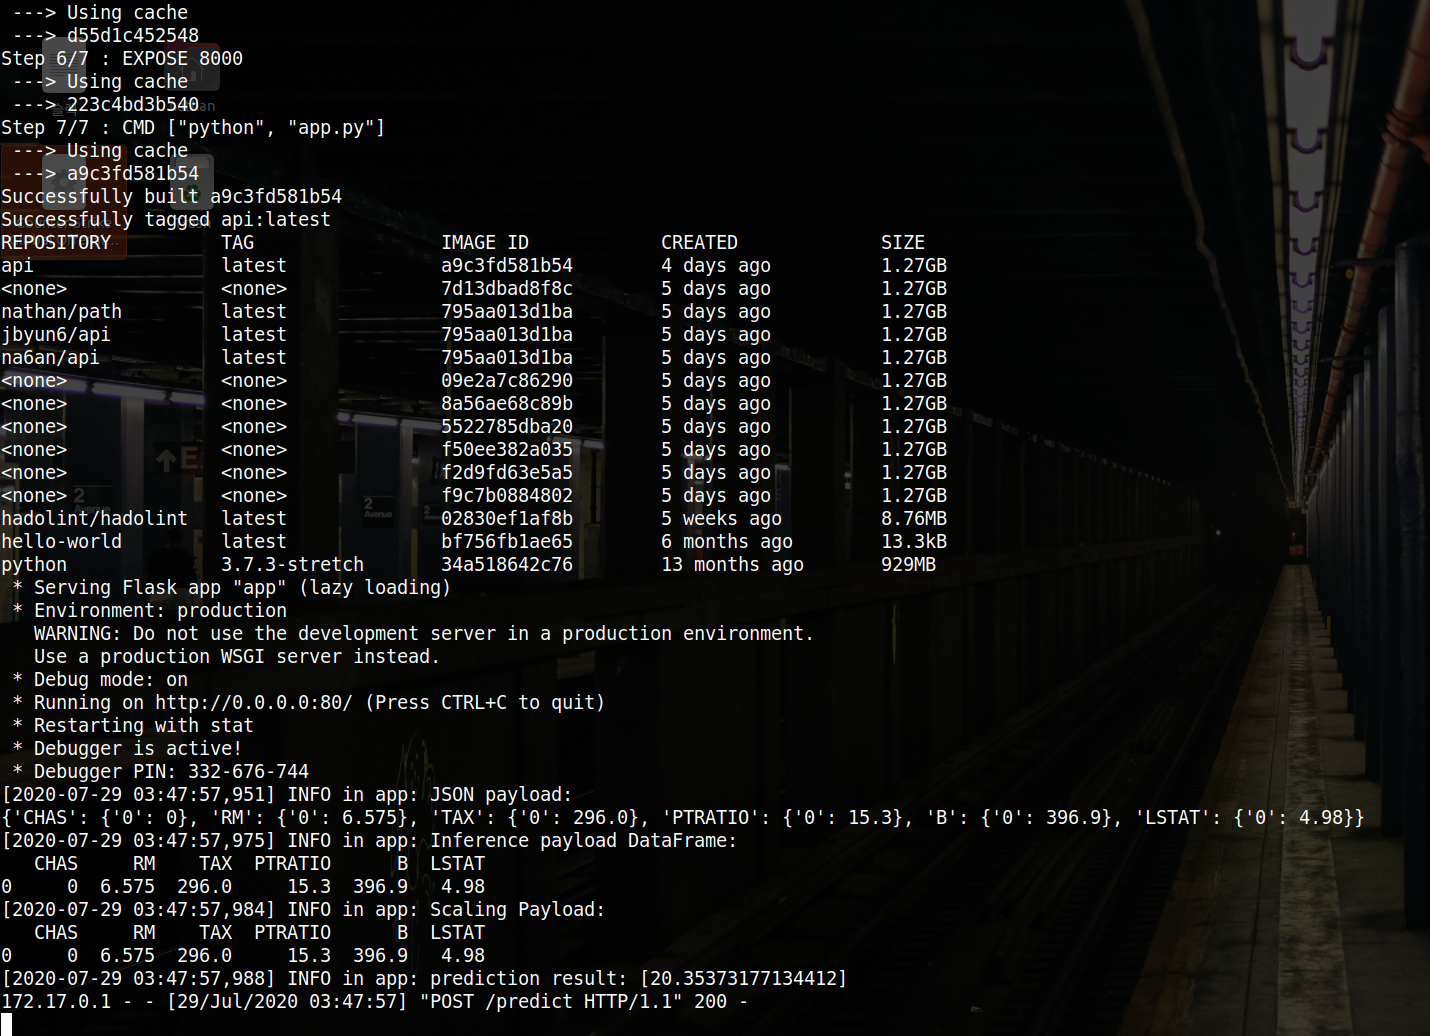 ---> Using cache
 ---> d55d1c452548
Step 6/7 : EXPOSE 8000
 ---> Using cache
 ---> 223c4bd3b540
Step 7/7 : CMD ["python", "app.py"]
 ---> Using cache
 ---> a9c3fd581b54
Successfully built a9c3fd581b54
Successfully tagged api:latest
REPOSITORY          TAG                 IMAGE ID            CREATED             SIZE
api                 latest              a9c3fd581b54        4 days ago          1.27GB
<none>              <none>              7d13dbad8f8c        5 days ago          1.27GB
nathan/path         latest              795aa013d1ba        5 days ago          1.27GB
jbyun6/api          latest              795aa013d1ba        5 days ago          1.27GB
na6an/api           latest              795aa013d1ba        5 days ago          1.27GB
<none>              <none>              09e2a7c86290        5 days ago          1.27GB
<none>              <none>              8a56ae68c89b        5 days ago          1.27GB
<none>              <none>              5522785dba20        5 days ago          1.27GB
<none>              <none>              f50ee382a035        5 days ago          1.27GB
<none>              <none>              f2d9fd63e5a5        5 days ago          1.27GB
<none>              <none>              f9c7b0884802        5 days ago          1.27GB
hadolint/hadolint   latest              02830ef1af8b        5 weeks ago         8.76MB
hello-world         latest              bf756fb1ae65        6 months ago        13.3kB
python              3.7.3-stretch       34a518642c76        13 months ago       929MB
 * Serving Flask app "app" (lazy loading)
 * Environment: production
   WARNING: Do not use the development server in a production environment.
   Use a production WSGI server instead.
 * Debug mode: on
 * Running on http://0.0.0.0:80/ (Press CTRL+C to quit)
 * Restarting with stat
 * Debugger is active!
 * Debugger PIN: 332-676-744
[2020-07-29 03:47:57,951] INFO in app: JSON payload:
{'CHAS': {'0': 0}, 'RM': {'0': 6.575}, 'TAX': {'0': 296.0}, 'PTRATIO': {'0': 15.3}, 'B': {'0': 396.9}, 'LSTAT': {'0': 4.98}}
[2020-07-29 03:47:57,975] INFO in app: Inference payload DataFrame:
   CHAS     RM    TAX  PTRATIO      B  LSTAT
0     0  6.575  296.0     15.3  396.9   4.98
[2020-07-29 03:47:57,984] INFO in app: Scaling Payload:
   CHAS     RM    TAX  PTRATIO      B  LSTAT
0     0  6.575  296.0     15.3  396.9   4.98
[2020-07-29 03:47:57,988] INFO in app: prediction result: [20.35373177134412]
172.17.0.1 - - [29/Jul/2020 03:47:57] "POST /predict HTTP/1.1" 200 -
2
Avenue
2
2